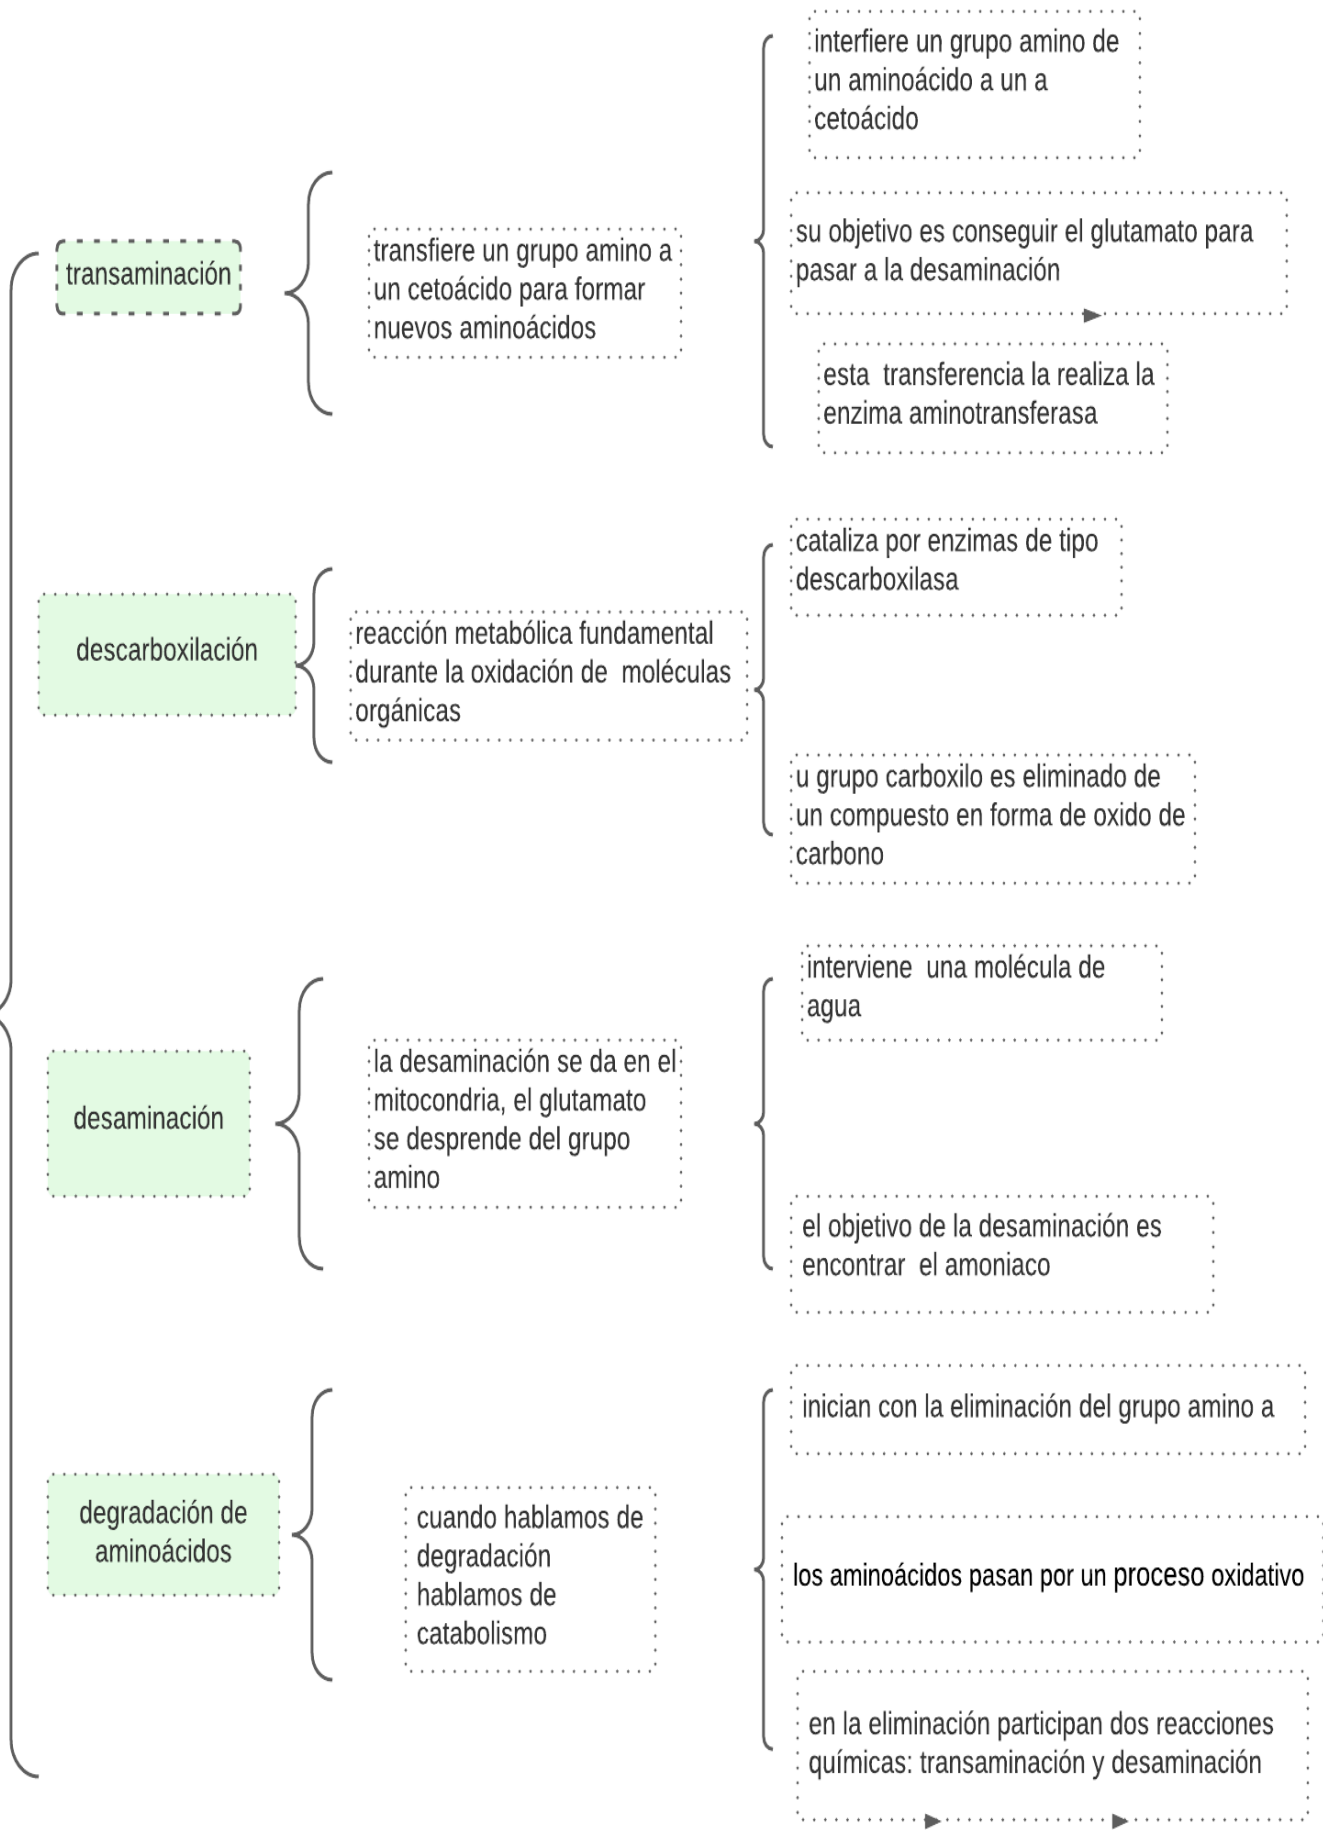 transaminación
transfiere un grupo amino a
un cetoácido para formar
nuevos aminoácidos
interfiere un grupo amino de
un aminoácido a un a
cetoácido
su objetivo es conseguir el glutamato para
pasar a la desaminación
esta  transferencia la realiza la
enzima aminotransferasa
descarboxilación
reacción metabólica fundamental
durante la oxidación de  moléculas
orgánicas
cataliza por enzimas de tipo
descarboxilasa
u grupo carboxilo es eliminado de
un compuesto en forma de oxido de
carbono
desaminación
la desaminación se da en el
mitocondria, el glutamato
se desprende del grupo
amino
interviene  una molécula de
agua
el objetivo de la desaminación es
encontrar  el amoniaco
degradación de
aminoácidos
cuando hablamos de
degradación
hablamos de
catabolismo
inician con la eliminación del grupo amino a
los aminoácidos pasan por un proceso oxidativo
en la eliminación participan dos reacciones
químicas: transaminación y desaminación